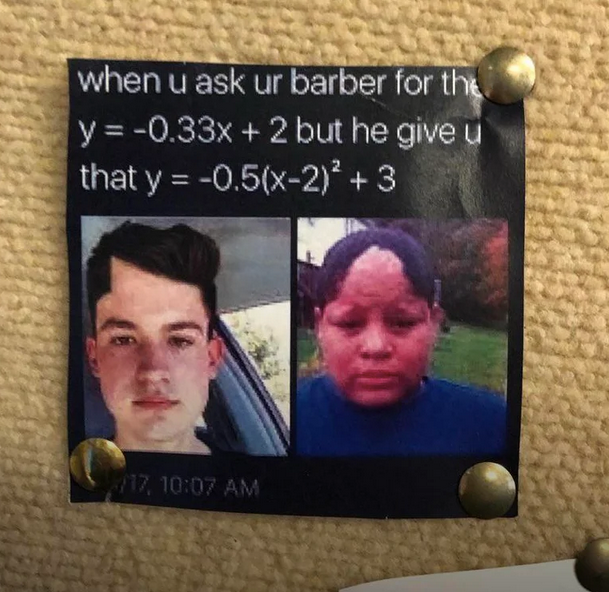 when u ask ur barber for the
y = -0.33x + 2 but he give u
that y = -0.5(x-2)² + 3
/17, 10:07 AM